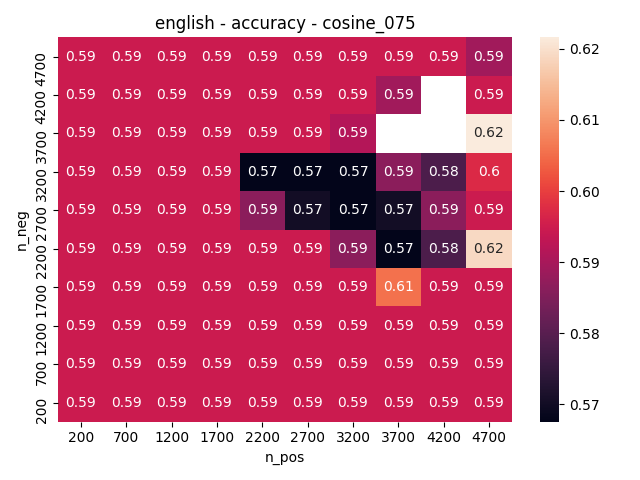 english - accuracy - cosine_075
4700 0.59 0.59 0.59 0.59 0.59 0.59 0.59 0.59 0.59 0.59
4200 0.59 0.59 0.59 0.59 0.59 0.59 0.59 0.59 0.59
3700 0.59 0.59 0.59 0.59 0.59 0.59 0.59 0.62
3200 0.59 0.59 0.59 0.59 0.57 0.57 0.57 0.59 0.58 0.6
2700 0.59 0.59 0.59 0.59 0.59 0.57 0.57 0.57 0.59 0.59
2200 0.59 0.59 0.59 0.59 0.59 0.59 0.59 0.57 0.58 0.62
1700 0.59 0.59 0.59 0.59 0.59 0.59 0.59 0.61 0.59 0.59
1200 0.59 0.59 0.59 0.59 0.59 0.59 0.59 0.59 0.59 0.59
700 0.59 0.59 0.59 0.59 0.59 0.59 0.59 0.59 0.59 0.59
200 0.59 0.59 0.59 0.59 0.59 0.59 0.59 0.59 0.59 0.59
n_neg
200 700 1200 1700 2200 2700 3200 3700 4200 4700
n_pos
0.62
0.61
0.60
0.59
0.58
0.57